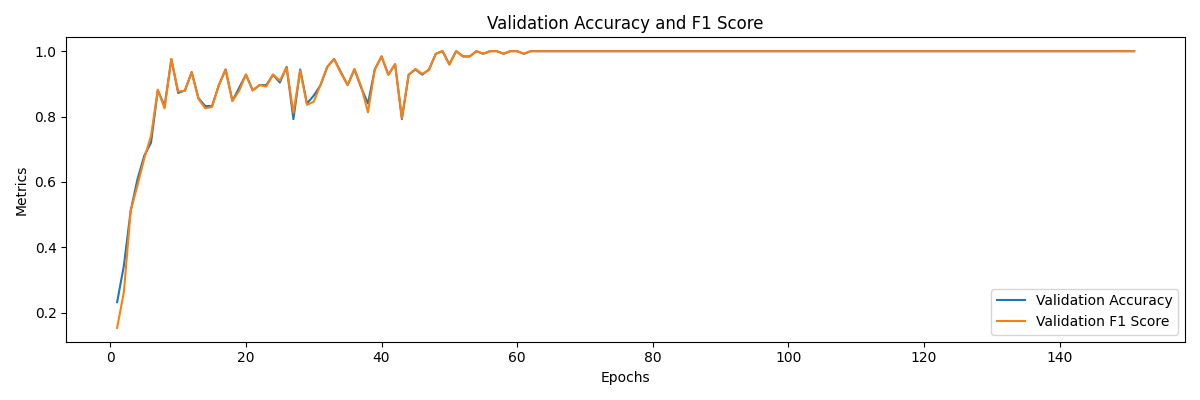 Validation Accuracy and F1 Score
1.0
0.8
0.6
0.4
0.2
Metrics
0
20
40
60
80
100
120
140
Epochs
Validation Accuracy
Validation F1 Score